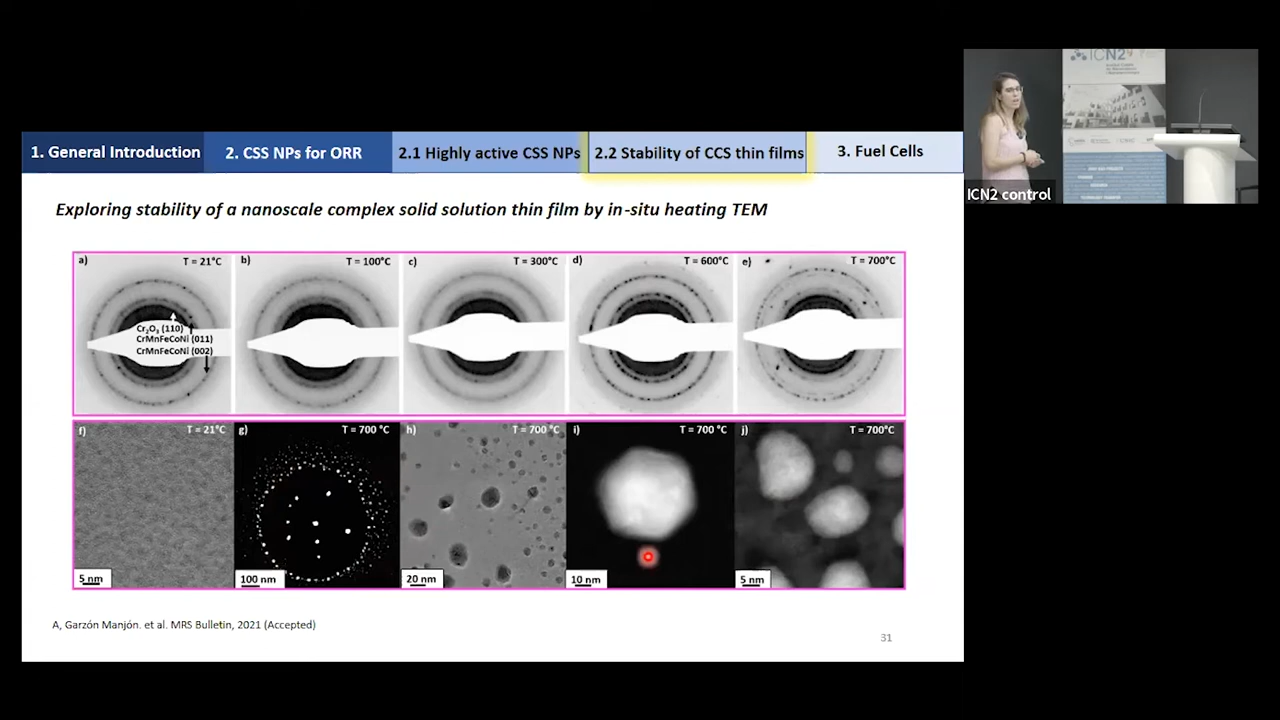 1. General Introduction
2. CSS NPs for ORR
2.1 Highly active CSS NPs
2.2 Stability of CCS thin films
3. Fuel Cells
ICN2
ICN2 control
Exploring stability of a nanoscale complex solid solution thin film by in-situ heating TEM
a) T = 21°C
b) T = 100°C
c) T = 300°C
d) T = 600°C
e) T = 700°C
Cr₂O₃ (110)
CrMnFeCoNi (011)
CrMnFeCoNi (002)
f) T = 21°C
g) T = 700°C
h) T = 700 °C
i) T = 700 °C
j) T = 700°C
5 nm
100 nm
20 nm
10 nm
5 nm
A, Garzón Manjón. et al. MRS Bulletin, 2021 (Accepted)
31